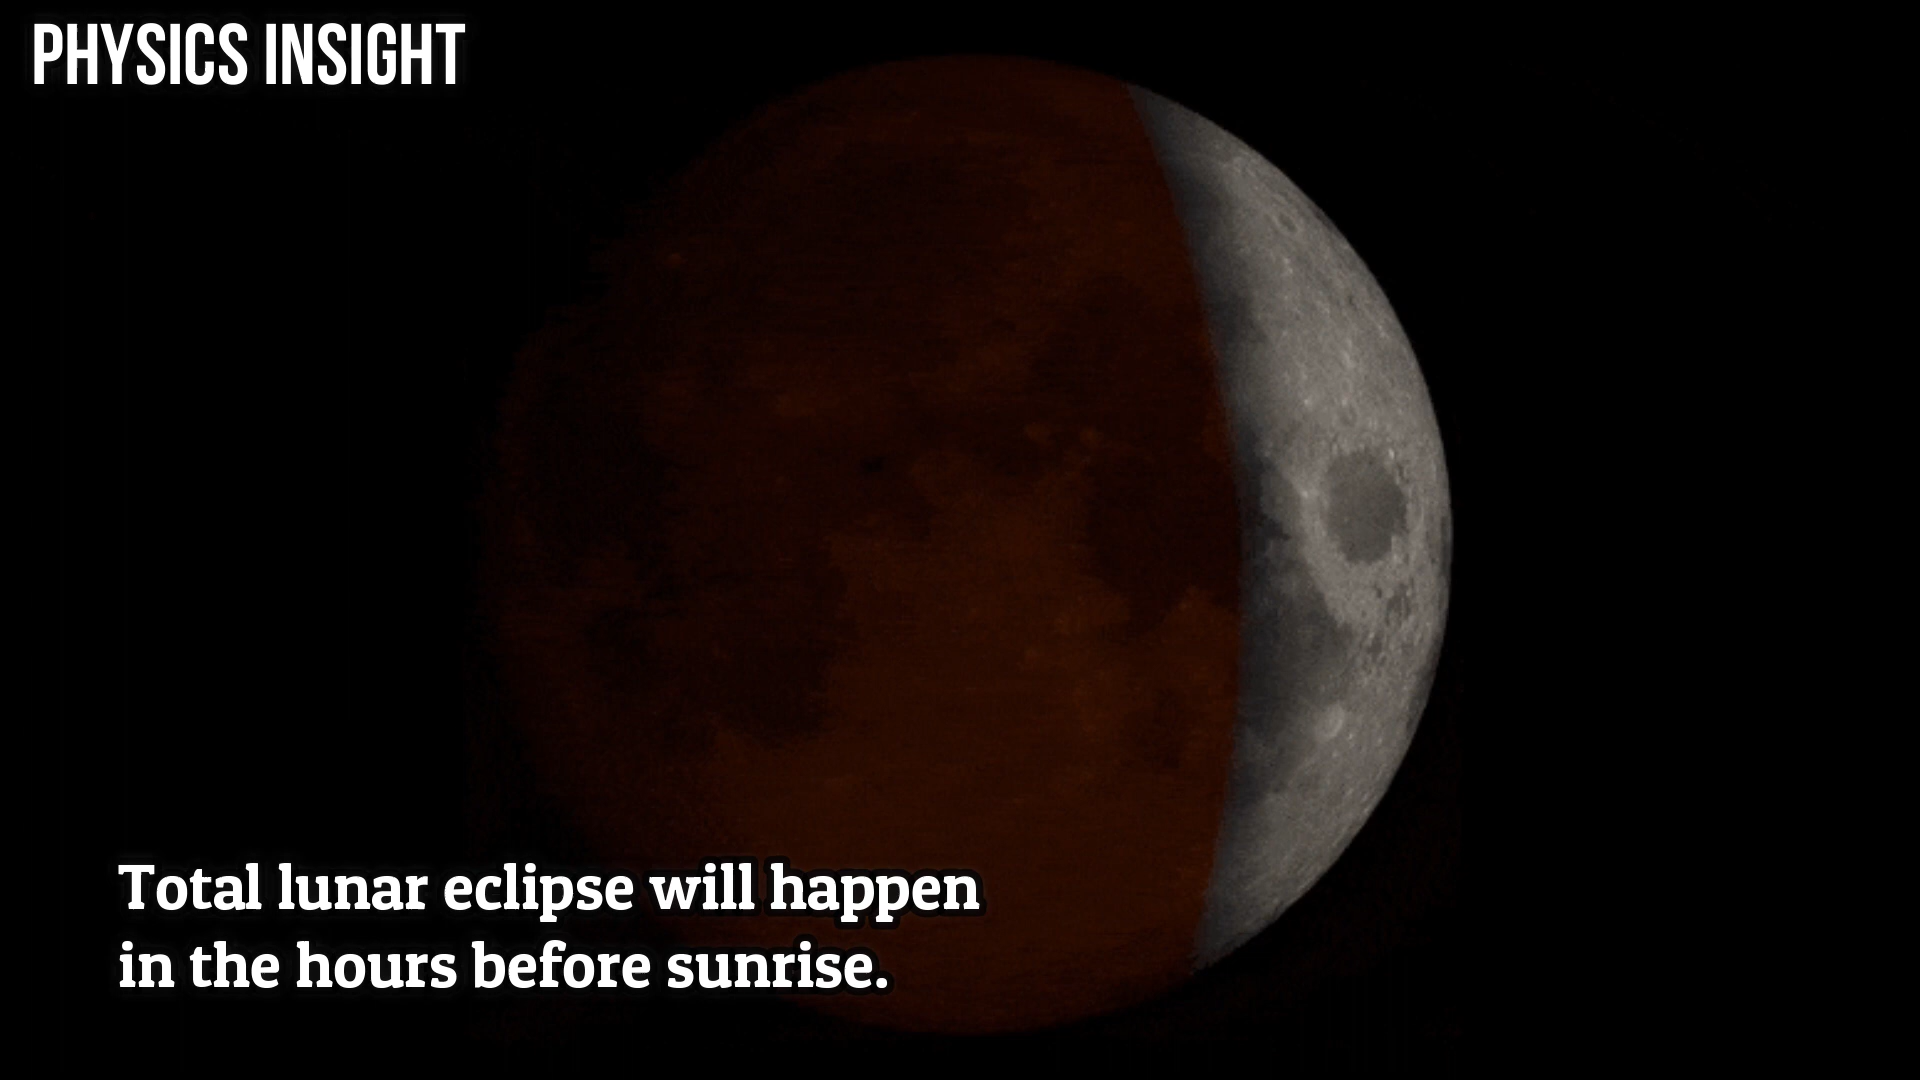 PHYSICS INSIGHT
Total lunar eclipse will happen
in the hours before sunrise.